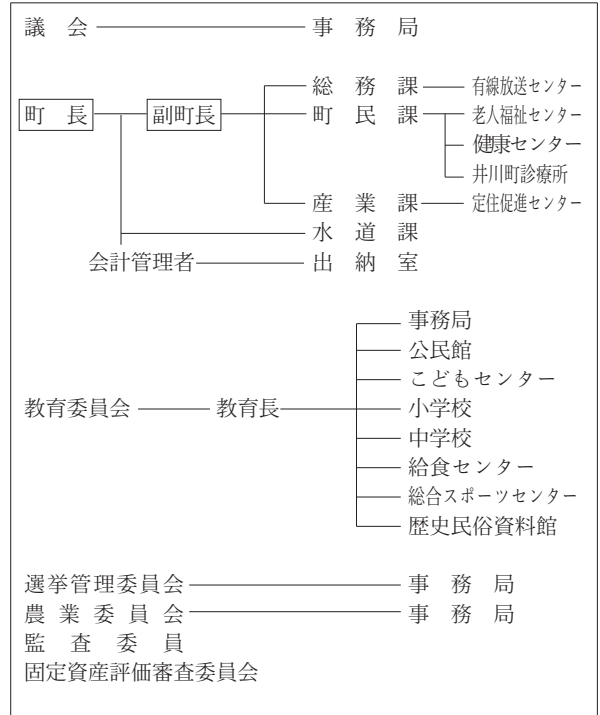 議会 事務局
総務課 有線放送センター
町長 副町長 町民課 老人福祉センター
健康センター
井川町診療所
産業課 定住促進センター
水道課
会計管理者 出納室
事務局
公民館
こどもセンター
教育委員会 教育長 小学校
中学校
給食センター
総合スポーツセンター
歴史民俗資料館
選挙管理委員会 事務局
農業委員会 事務局
監査委員
固定資産評価審査委員会